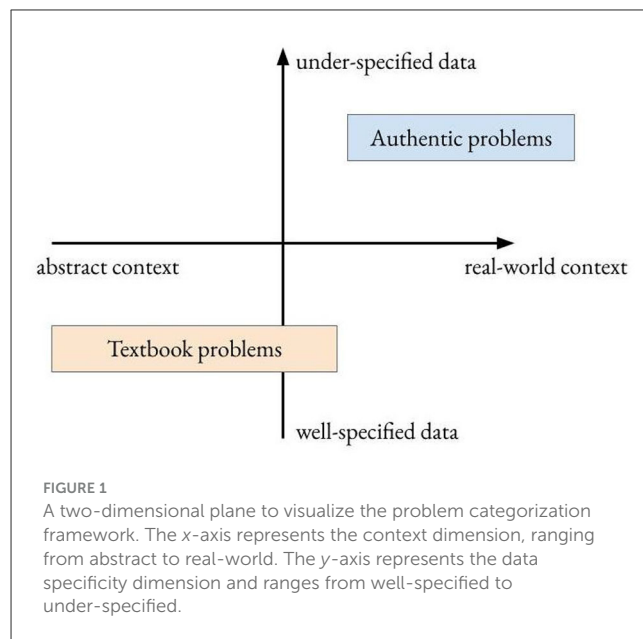 under-specified data
Authentic problems
abstract context
real-world context
Textbook problems
well-specified data
FIGURE 1
A two-dimensional plane to visualize the problem categorization
framework. The x-axis represents the context dimension, ranging
from abstract to real-world. The y-axis represents the data
specificity dimension and ranges from well-specified to
under-specified.